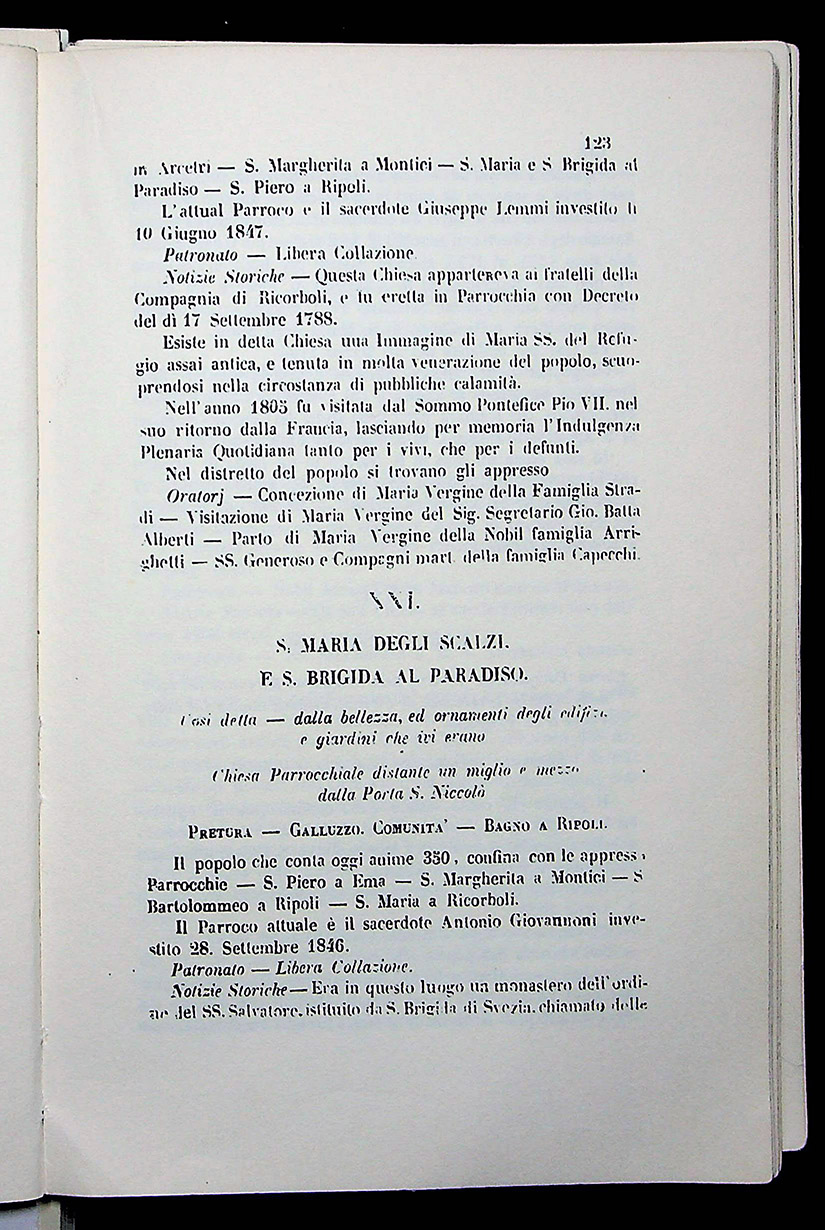 123
in Arcetri — S. Margherita a Montici — S. Maria e S Brigida al
Paradiso — S. Piero a Ripoli.
L'attual Parroco e il sacerdote Giuseppe Lemmi investito li
10 Giugno 1847.
Patronato — Libera Collazione
Notizie Storiche — Questa Chiesa apparteneva ai fratelli della
Compagnia di Ricorboli, e fu eretta in Parrocchia con Decreto
del dì 17 Settembre 1788.
Esiste in detta Chiesa una Immagine di Maria SS. del Refu-
gio assai antica, e tenuta in molta venerazione del popolo, scuo-
prendosi nella circostanza di pubbliche calamità.
Nell'anno 1805 fu visitata dal Sommo Pontefice Pio VII. nel
suo ritorno dalla Francia, lasciando per memoria l'Indulgenza
Plenaria Quotidiana tanto per i vivi, che per i defunti.
Nel distretto del popolo si trovano gli appresso
Oratorj — Concezione di Maria Vergine della Famiglia Stra-
di — Visitazione di Maria Vergine del Sig. Segretario Gio. Batta
Alberti — Parto di Maria Vergine della Nobil famiglia Arri-
ghetti — SS. Generoso e Compagni mart. della famiglia Capecchi.
XXI.
S. MARIA DEGLI SCALZI.
E S. BRIGIDA AL PARADISO.
Così detta — dalla bellezza, ed ornamenti degli edifizi,
e giardini che ivi erano
Chiesa Parrocchiale distante un miglio e mezzo
dalla Porta S. Niccolò
PRETURA — GALLUZZO. COMUNITA' — BAGNO A RIPOLI.
Il popolo che conta oggi anime 350, confina con le appresso
Parrocchie — S. Piero a Ema — S. Margherita a Montici — S
Bartolommeo a Ripoli — S. Maria a Ricorboli.
Il Parroco attuale è il sacerdote Antonio Giovannoni inve-
stito 28. Settembre 1846.
Patronato — Libera Collazione.
Notizie Storiche — Era in questo luogo un monastero dell'ordi-
ne del SS. Salvatore, istituito da S. Brigida di Svezia, chiamato delle